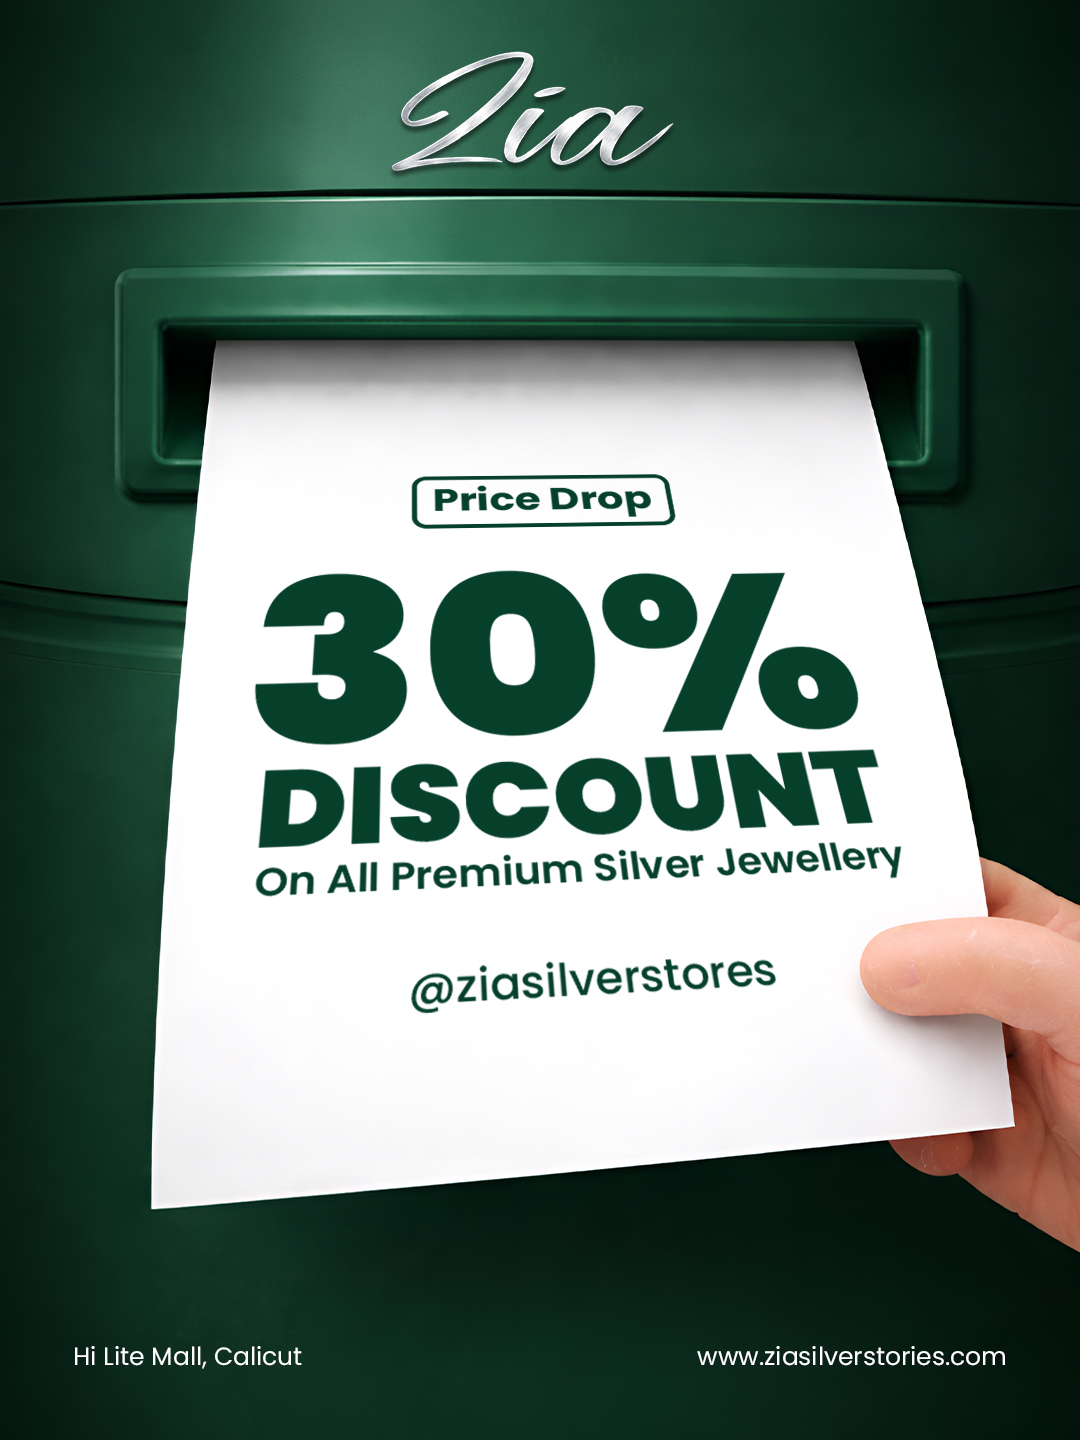 Zia
Price Drop
30%
DISCOUNT
On All Premium Silver Jewellery
@ziasilverstores
Hi Lite Mall, Calicut
www.ziasilverstories.com